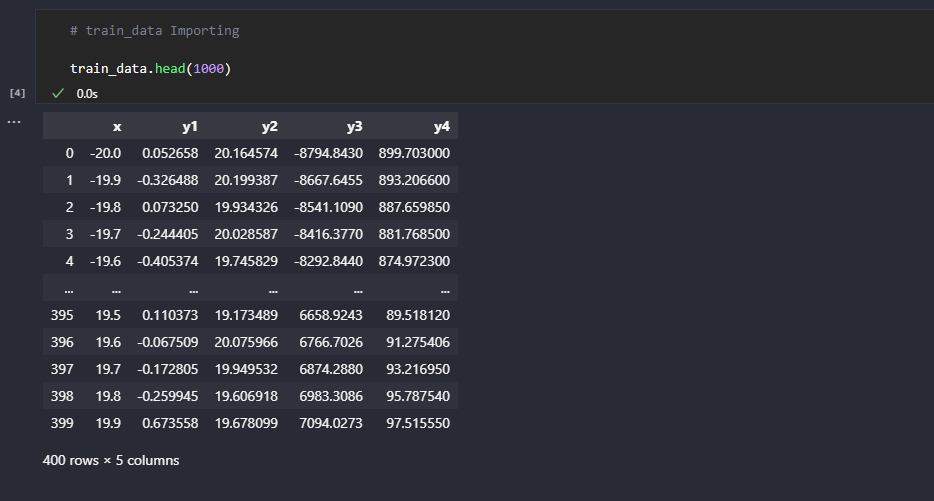 # train_data Importing
train_data.head(1000)
[4] 0.0s
...
x y1 y2 y3 y4
0 -20.0 0.052658 20.164574 -8794.8430 899.703000
1 -19.9 -0.326488 20.199387 -8667.6455 893.206600
2 -19.8 0.073250 19.934326 -8541.1090 887.659850
3 -19.7 -0.244405 20.028587 -8416.3770 881.768500
4 -19.6 -0.405374 19.745829 -8292.8440 874.972300
... ... ... ... ... ...
395 19.5 0.110373 19.173489 6658.9243 89.518120
396 19.6 -0.067509 20.075966 6766.7026 91.275406
397 19.7 -0.172805 19.949532 6874.2880 93.216950
398 19.8 -0.259945 19.606918 6983.3086 95.787540
399 19.9 0.673558 19.678099 7094.0273 97.515550
400 rows × 5 columns